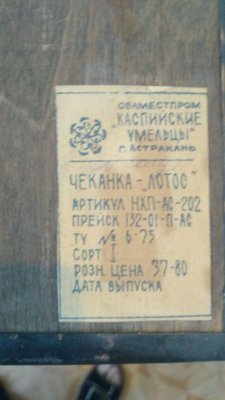 ОБЛМЕСТПРОМ
„КАСПИЙСКИЕ
УМЕЛЬЦЫ"
Г. АСТРАХАНЬ
ЧЕКАНКА - „ЛОТОС"
АРТИКУЛ НХП-АС-202
ПРЕЙСК 132-01-П-АС
ТУ № 6-75
СОРТ I
РОЗН. ЦЕНА 37-80
ДАТА ВЫПУСКА